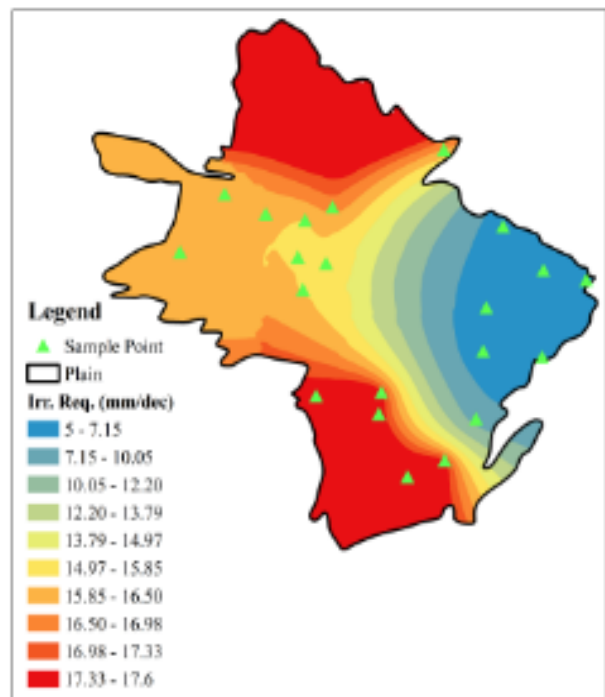 Legend
Sample Point
Plain
Irr. Req. (mm/dec)
5 - 7.15
7.15 - 10.05
10.05 - 12.20
12.20 - 13.79
13.79 - 14.97
14.97 - 15.85
15.85 - 16.50
16.50 - 16.98
16.98 - 17.33
17.33 - 17.6